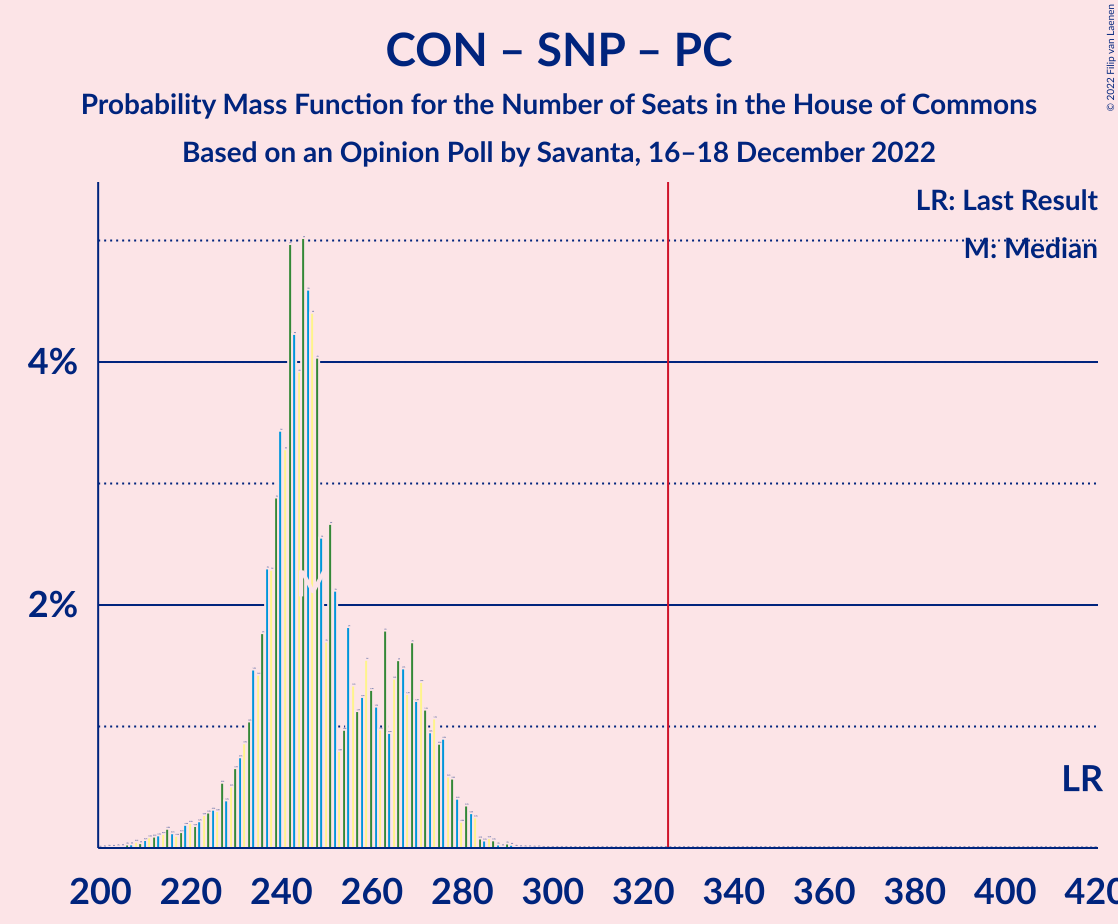 CON – SNP – PC
Probability Mass Function for the Number of Seats in the House of Commons
Based on an Opinion Poll by Savanta, 16–18 December 2022
© 2022 Filip van Laenen
LR: Last Result
M: Median
4%
2%
M
LR
200 220 240 260 280 300 320 340 360 380 400 420